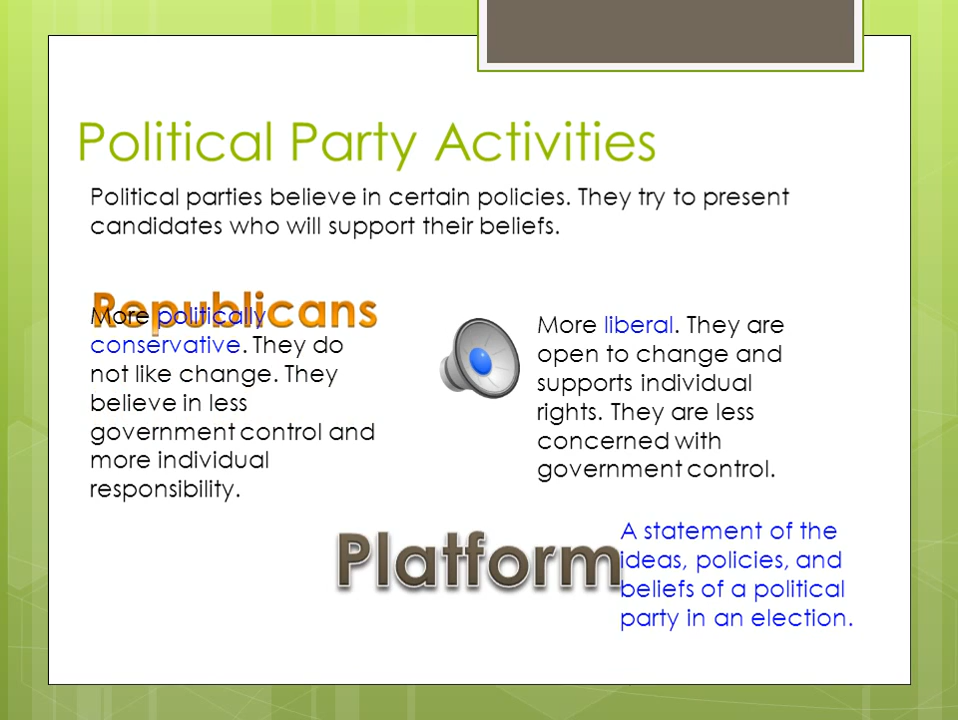 Political Party Activities
Political parties believe in certain policies. They try to present
candidates who will support their beliefs.
Republicans
More politically
conservative. They do
not like change. They
believe in less
government control and
more individual
responsibility.
More liberal. They are
open to change and
supports individual
rights. They are less
concerned with
government control.
Platform
A statement of the
ideas, policies, and
beliefs of a political
party in an election.